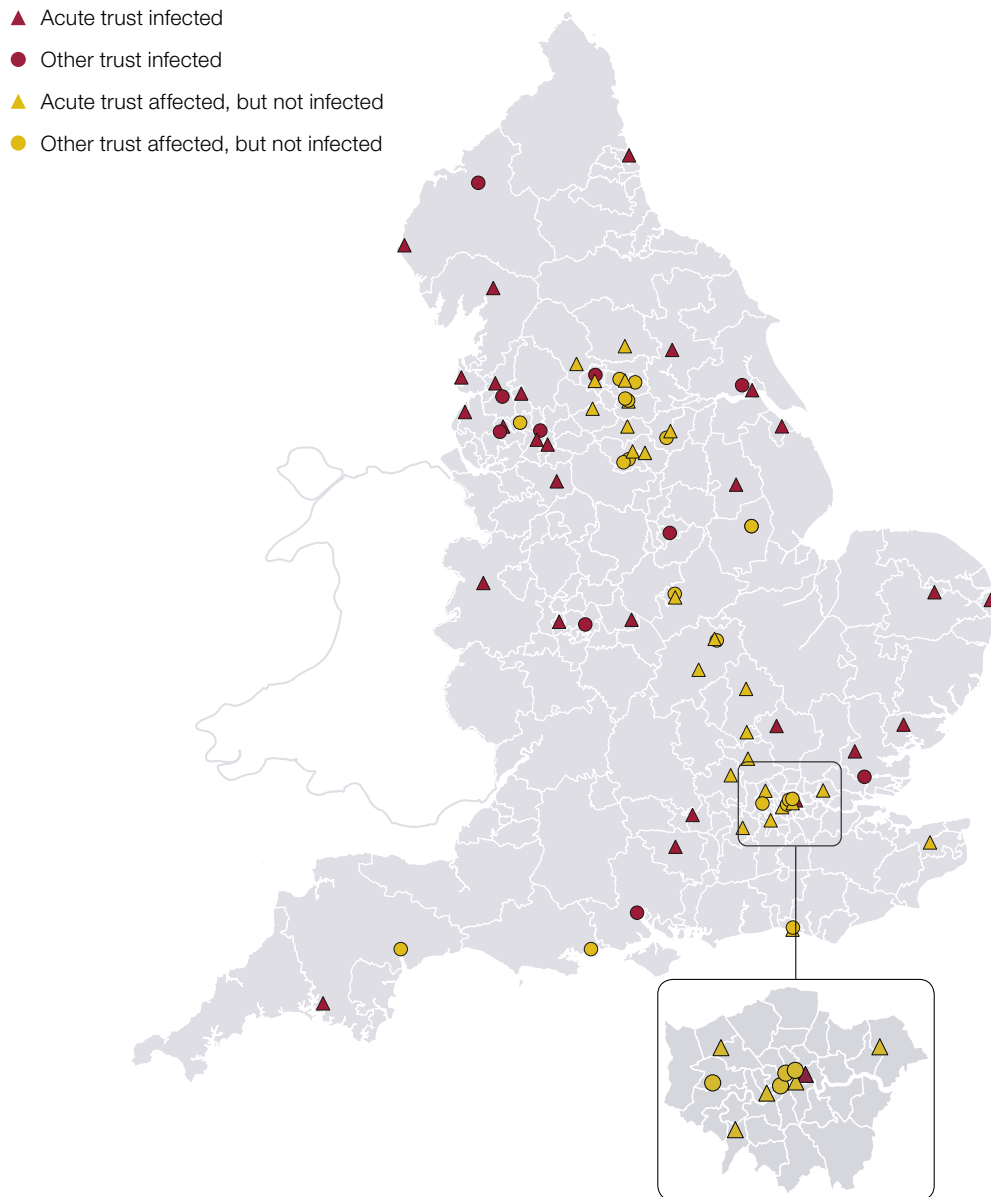 Acute trust infected
Other trust infected
Acute trust affected, but not infected
Other trust affected, but not infected